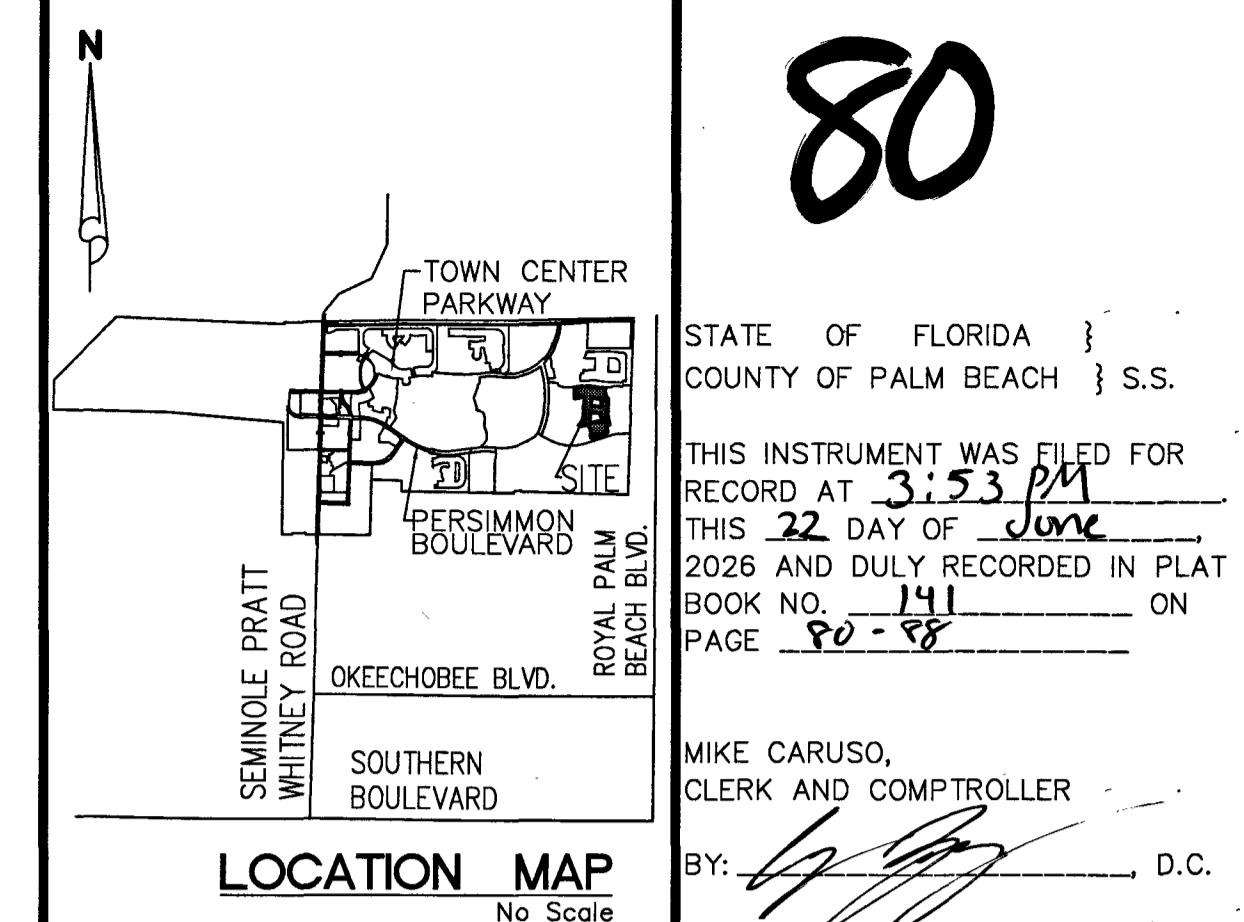 N
TOWN CENTER
PARKWAY
SITE
PERSIMMON
BOULEVARD
SEMINOLE PRATT
WHITNEY ROAD
ROYAL PALM
BEACH BLVD.
OKEECHOBEE BLVD.
SOUTHERN
BOULEVARD
LOCATION MAP
No Scale
80
STATE OF FLORIDA }
COUNTY OF PALM BEACH } S.S.
THIS INSTRUMENT WAS FILED FOR
RECORD AT 3:53 PM.
THIS 22 DAY OF June,
2026 AND DULY RECORDED IN PLAT
BOOK NO. 141 ON
PAGE 80-88
MIKE CARUSO,
CLERK AND COMPTROLLER
BY: , D.C.